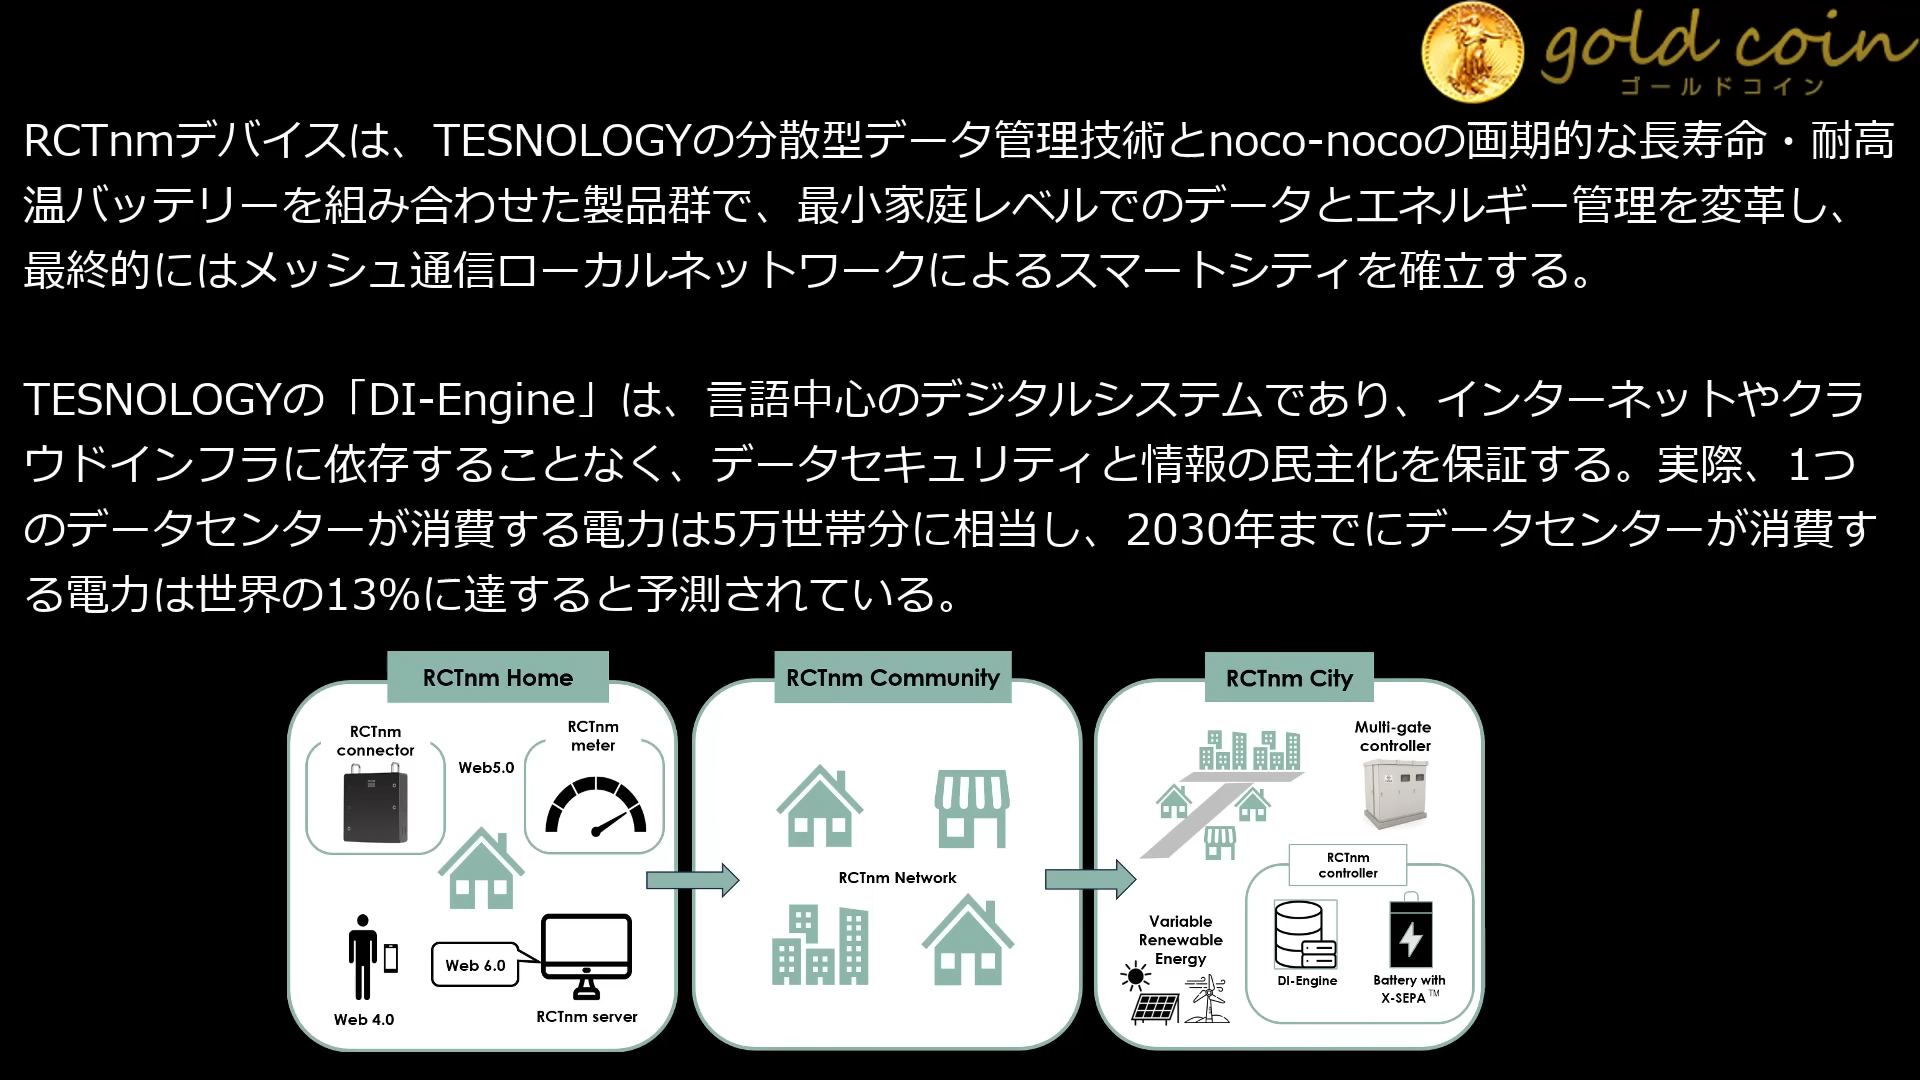 gold coin
ゴールドコイン
RCTnmデバイスは、TESNOLOGYの分散型データ管理技術とnoco-nocoの画期的な長寿命・耐高
温バッテリーを組み合わせた製品群で、最小家庭レベルでのデータとエネルギー管理を変革し、
最終的にはメッシュ通信ローカルネットワークによるスマートシティを確立する。
TESNOLOGYの「DI-Engine」は、言語中心のデジタルシステムであり、インターネットやクラ
ウドインフラに依存することなく、データセキュリティと情報の民主化を保証する。実際、1つ
のデータセンターが消費する電力は5万世帯分に相当し、2030年までにデータセンターが消費す
る電力は世界の13%に達すると予測されている。
RCTnm Home
RCTnm
connector
Web5.0
RCTnm
meter
Web 4.0
Web 6.0
RCTnm server
RCTnm Community
RCTnm Network
RCTnm City
Multi-gate
controller
RCTnm
controller
Variable
Renewable
Energy
DI-Engine
Battery with
X-SEPA TM